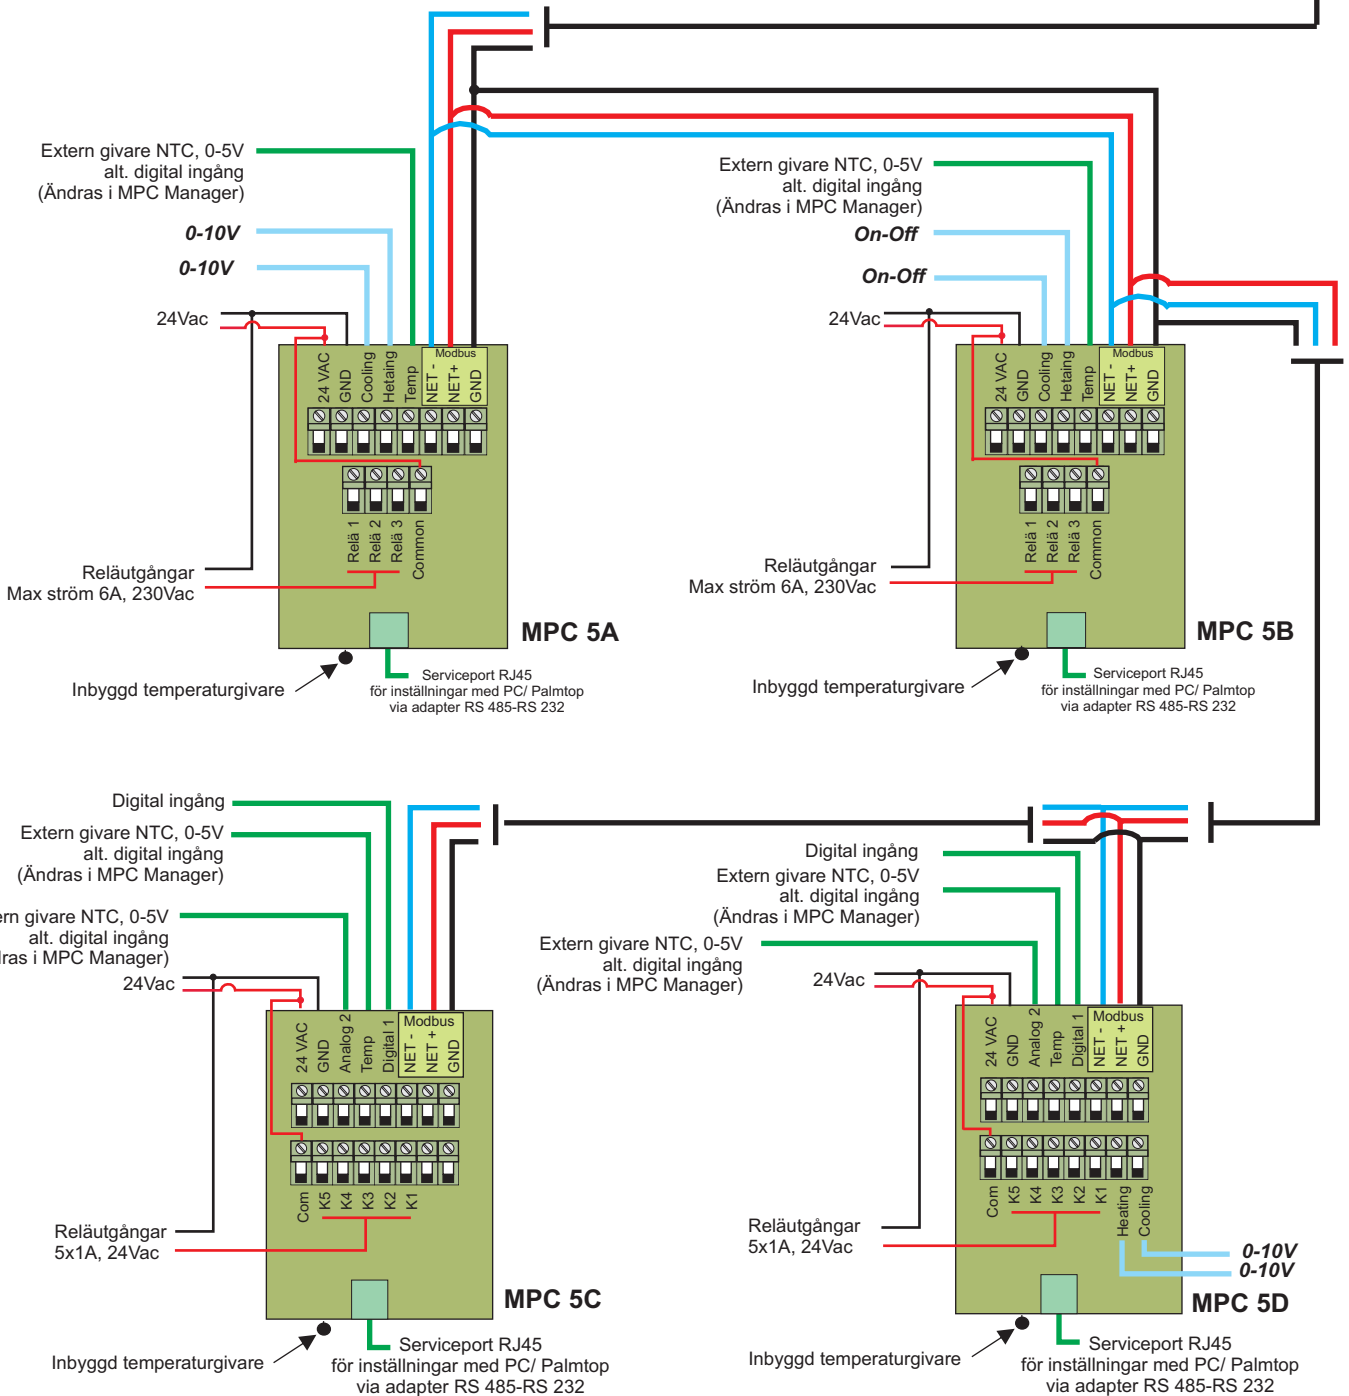 Extern givare NTC, 0-5V
alt. digital ingång
(Ändras i MPC Manager)
0-10V
0-10V
24Vac
24 VAC
GND
Cooling
Hetaing
Temp
Modbus
NET -
NET+
GND
Relä 1
Relä 2
Relä 3
Common
Reläutgångar
Max ström 6A, 230Vac
MPC 5A
Inbyggd temperaturgivare
Serviceport RJ45
för inställningar med PC/ Palmtop
via adapter RS 485-RS 232
Extern givare NTC, 0-5V
alt. digital ingång
(Ändras i MPC Manager)
On-Off
On-Off
24Vac
24 VAC
GND
Cooling
Hetaing
Temp
Modbus
NET -
NET+
GND
Relä 1
Relä 2
Relä 3
Common
Reläutgångar
Max ström 6A, 230Vac
MPC 5B
Inbyggd temperaturgivare
Serviceport RJ45
för inställningar med PC/ Palmtop
via adapter RS 485-RS 232
Digital ingång
Extern givare NTC, 0-5V
alt. digital ingång
(Ändras i MPC Manager)
ern givare NTC, 0-5V
alt. digital ingång
ras i MPC Manager)
24Vac
24 VAC
GND
Analog 2
Temp
Digital 1
Modbus
NET -
NET +
GND
Com
K5
K4
K3
K2
K1
Reläutgångar
5x1A, 24Vac
MPC 5C
Inbyggd temperaturgivare
Serviceport RJ45
för inställningar med PC/ Palmtop
via adapter RS 485-RS 232
Digital ingång
Extern givare NTC, 0-5V
alt. digital ingång
(Ändras i MPC Manager)
Extern givare NTC, 0-5V
alt. digital ingång
(Ändras i MPC Manager)
24Vac
24 VAC
GND
Analog 2
Temp
Digital 1
Modbus
NET -
NET +
GND
Com
K5
K4
K3
K2
K1
Heating
Cooling
Reläutgångar
5x1A, 24Vac
0-10V
0-10V
MPC 5D
Inbyggd temperaturgivare
Serviceport RJ45
för inställningar med PC/ Palmtop
via adapter RS 485-RS 232